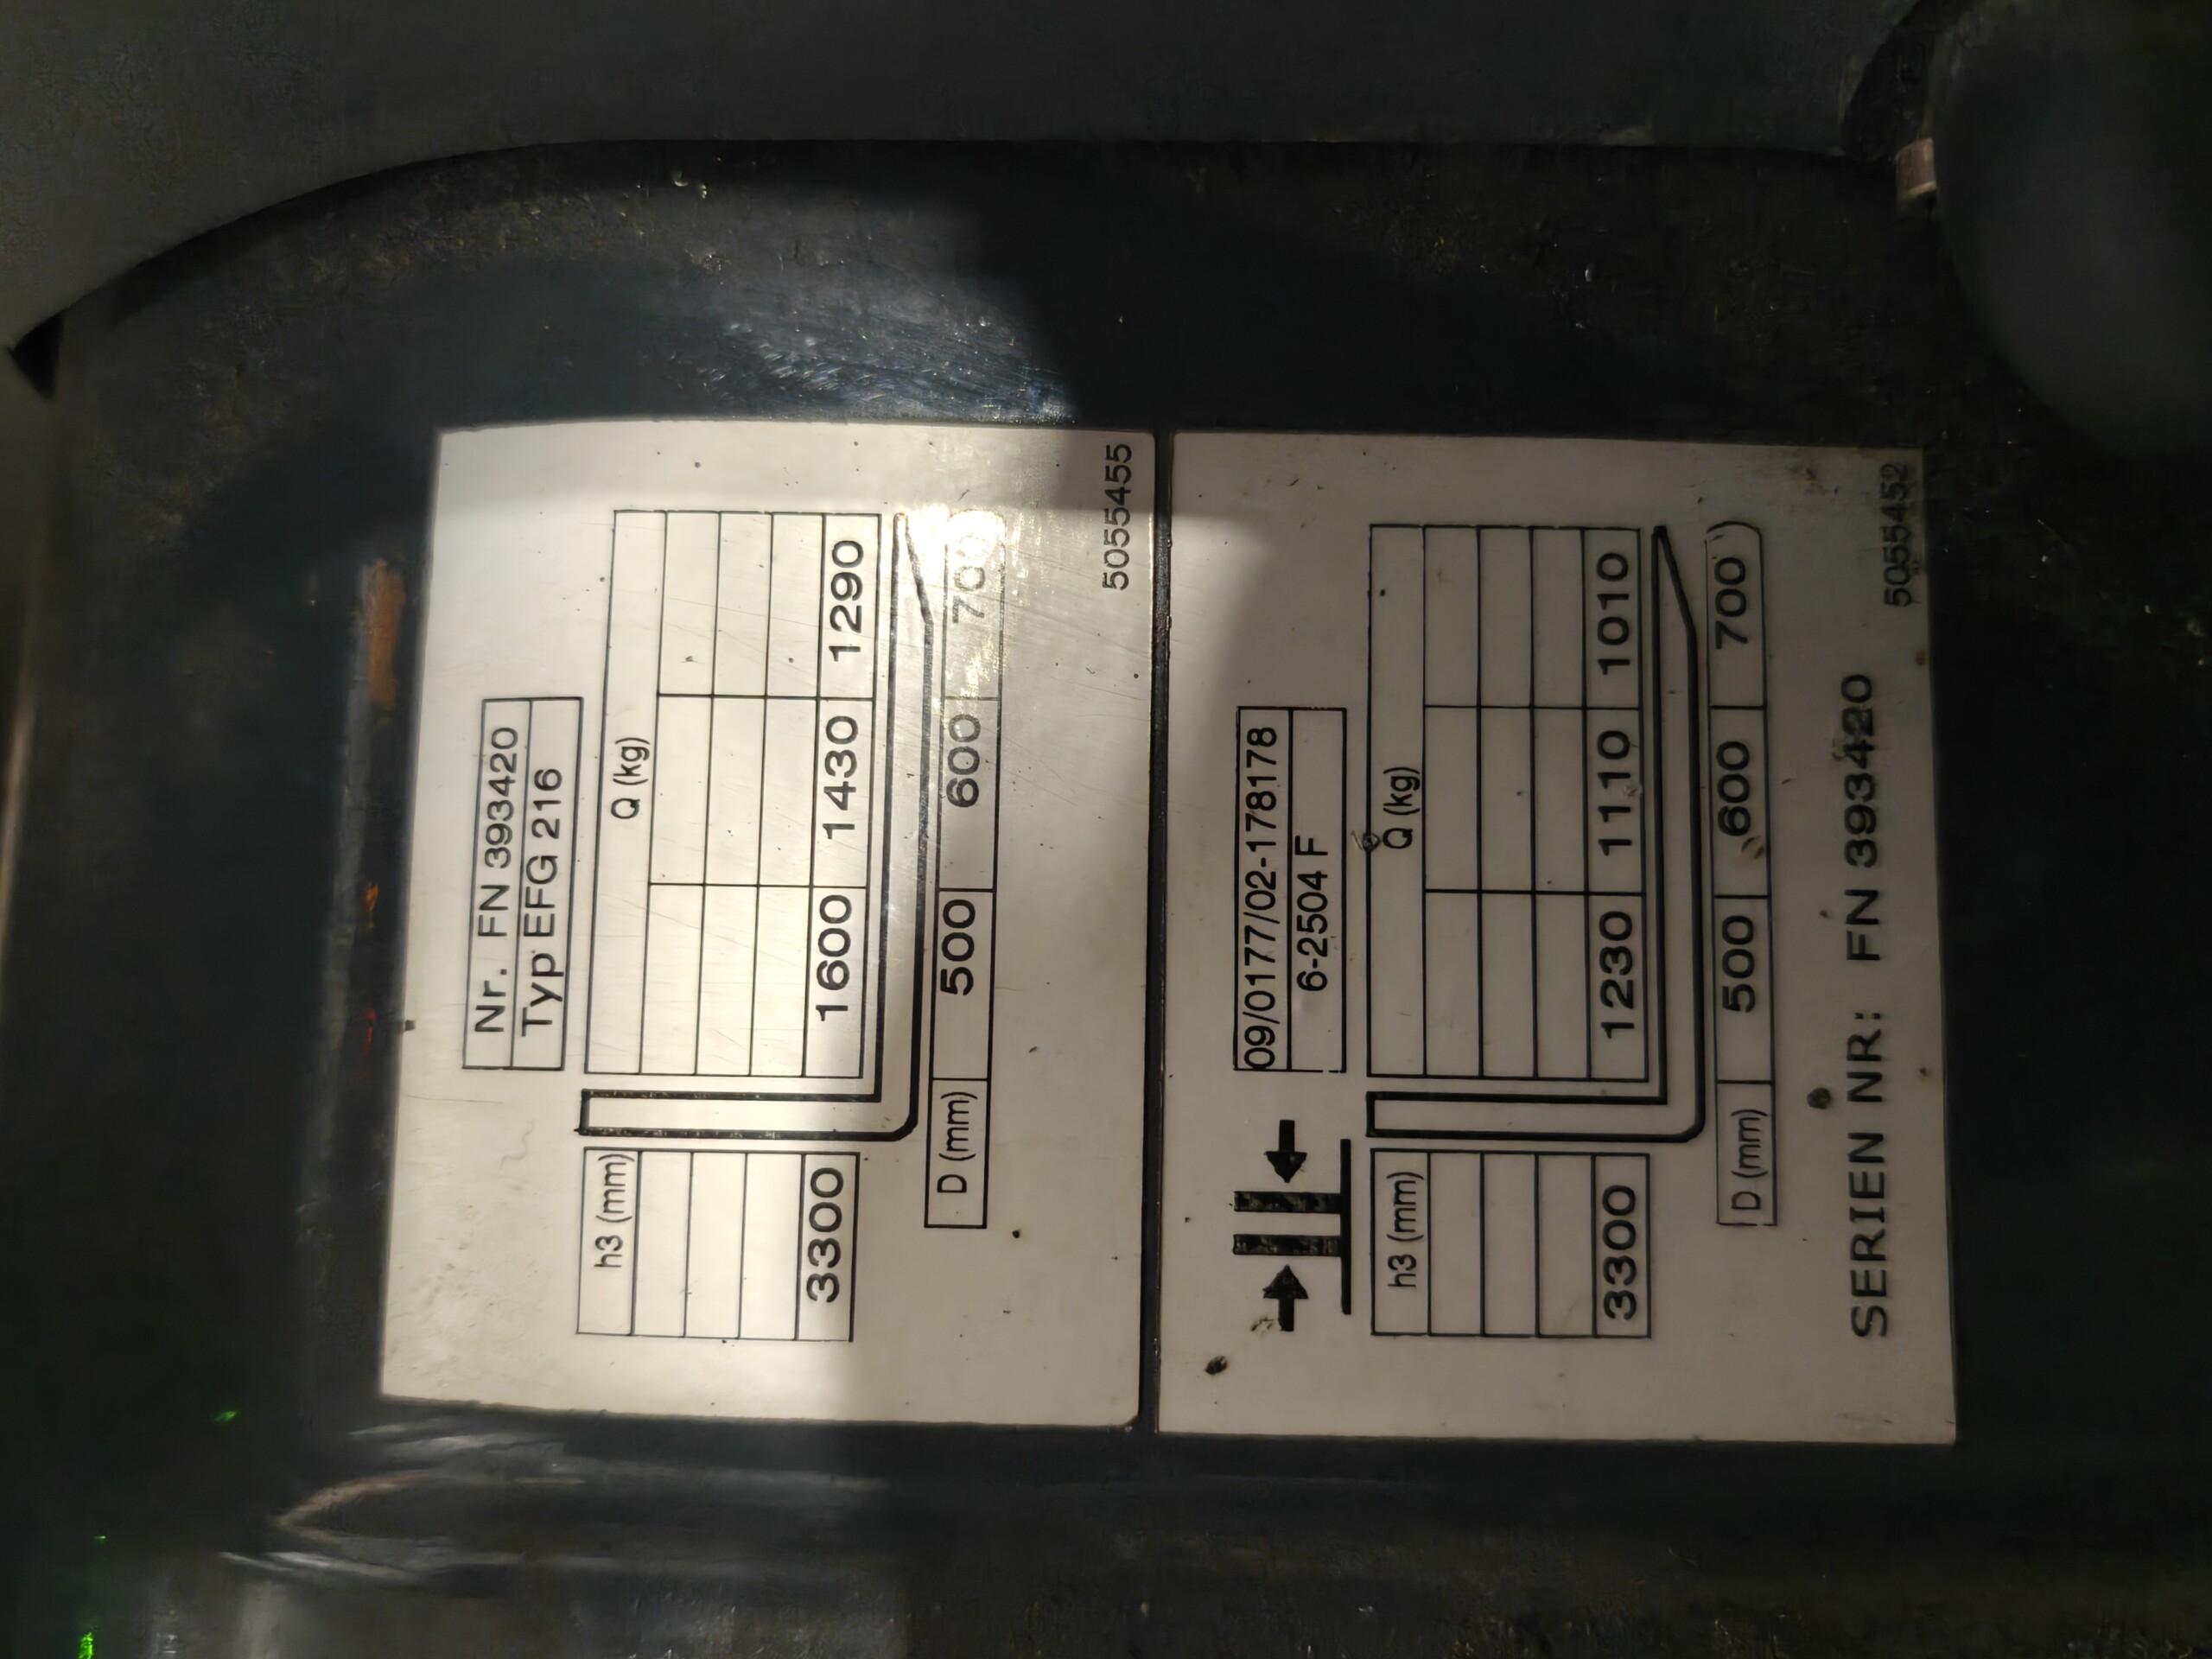 Nr. FN 393420
Typ EFG 216
h3 (mm) Q (kg)
3300 1600 1430 1290
D (mm) 500 600 700
5055455
09/0177/02-178178
6-2504 F
h3 (mm) Q (kg)
3300 1230 1110 1010
D (mm) 500 600 700
SERIEN NR: FN 393420
5055452